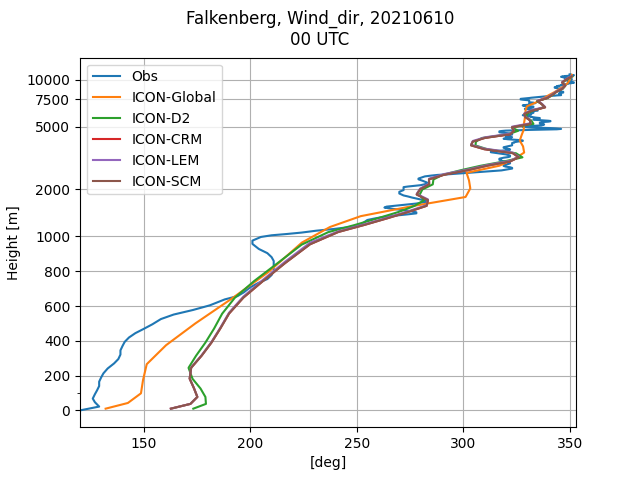 Falkenberg, Wind_dir, 20210610
00 UTC
Obs
ICON-Global
ICON-D2
ICON-CRM
ICON-LEM
ICON-SCM
Height [m]
10000
7500
5000
2000
1000
800
600
400
200
0
150
200
250
300
350
[deg]